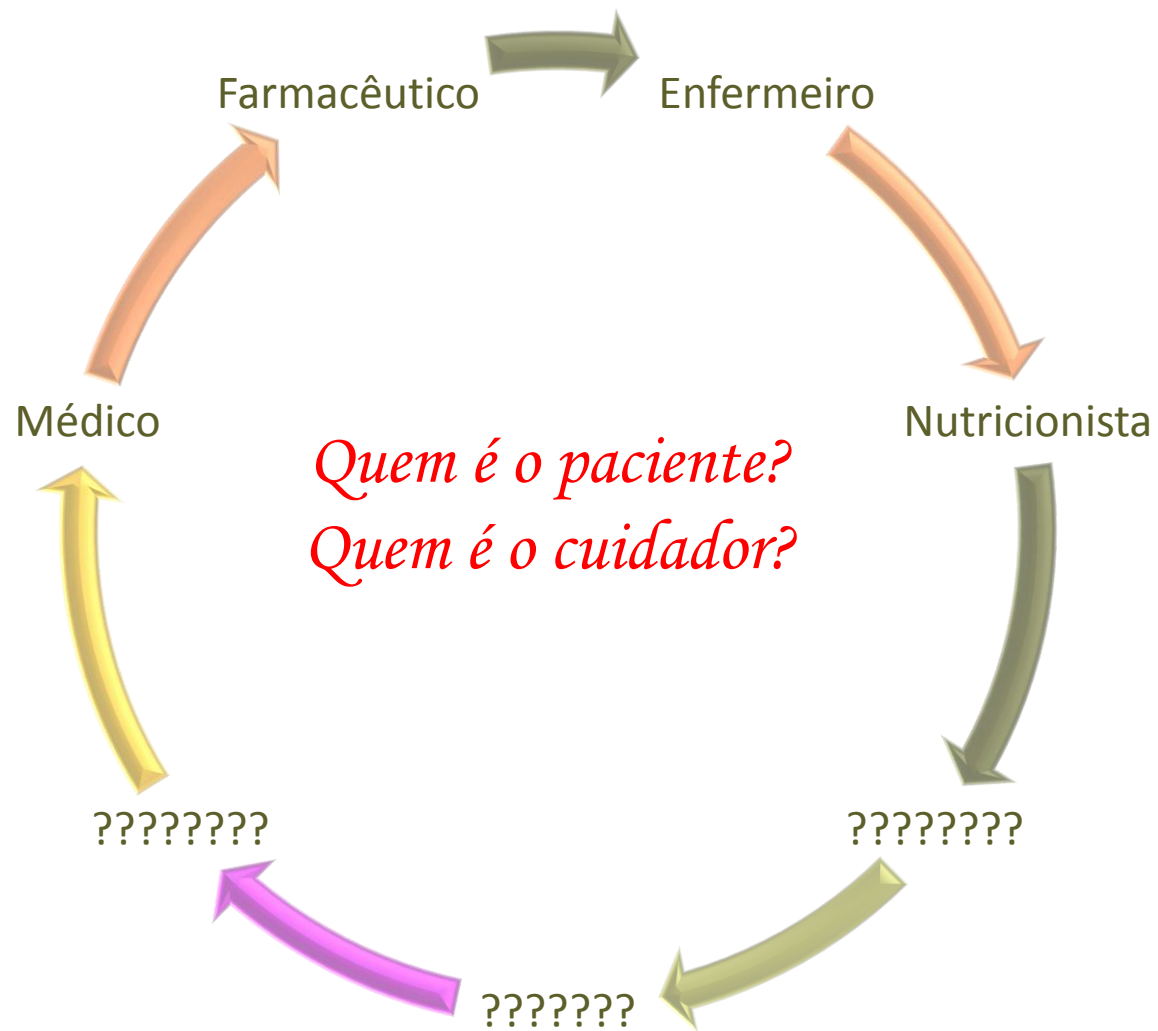 Farmacêutico
Enfermeiro
Médico
Nutricionista
Quem é o paciente?
Quem é o cuidador?
????????
????????
???????